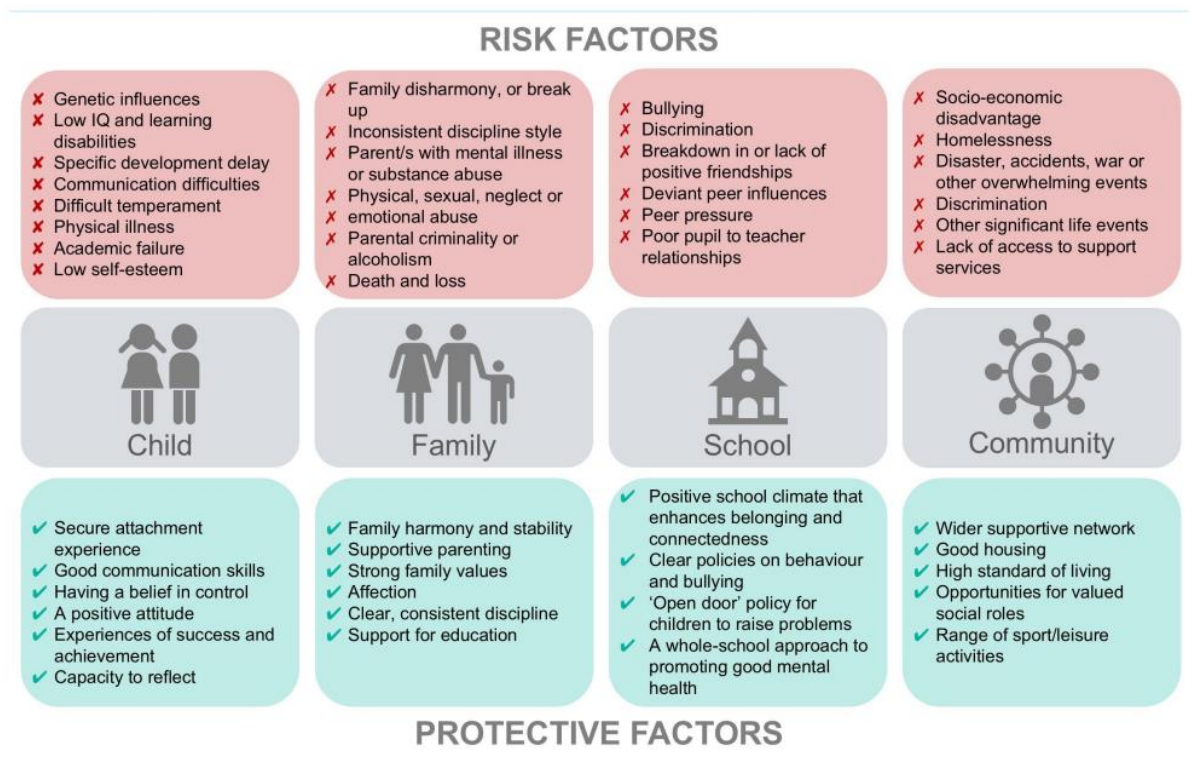 RISK FACTORS
✘ Genetic influences
✘ Low IQ and learning
disabilities
✘ Specific development delay
✘ Communication difficulties
✘ Difficult temperament
✘ Physical illness
✘ Academic failure
✘ Low self-esteem
✗ Family disharmony, or break
up
✗ Inconsistent discipline style
✗ Parent/s with mental illness
or substance abuse
✗ Physical, sexual, neglect or
✗ emotional abuse
✗ Parental criminality or
alcoholism
✗ Death and loss
✗ Bullying
✗ Discrimination
✗ Breakdown in or lack of
positive friendships
✗ Deviant peer influences
✗ Peer pressure
✗ Poor pupil to teacher
relationships
✗ Socio-economic
disadvantage
✗ Homelessness
✗ Disaster, accidents, war or
other overwhelming events
✗ Discrimination
✗ Other significant life events
✗ Lack of access to support
services
Child
Family
School
Community
✔ Secure attachment
experience
✔ Good communication skills
✔ Having a belief in control
✔ A positive attitude
✔ Experiences of success and
achievement
✔ Capacity to reflect
✔ Family harmony and stability
✔ Supportive parenting
✔ Strong family values
✔ Affection
✔ Clear, consistent discipline
✔ Support for education
✔ Positive school climate that
enhances belonging and
connectedness
✔ Clear policies on behaviour
and bullying
✔ ‘Open door’ policy for
children to raise problems
✔ A whole-school approach to
promoting good mental
health
✔ Wider supportive network
✔ Good housing
✔ High standard of living
✔ Opportunities for valued
social roles
✔ Range of sport/leisure
activities
PROTECTIVE FACTORS